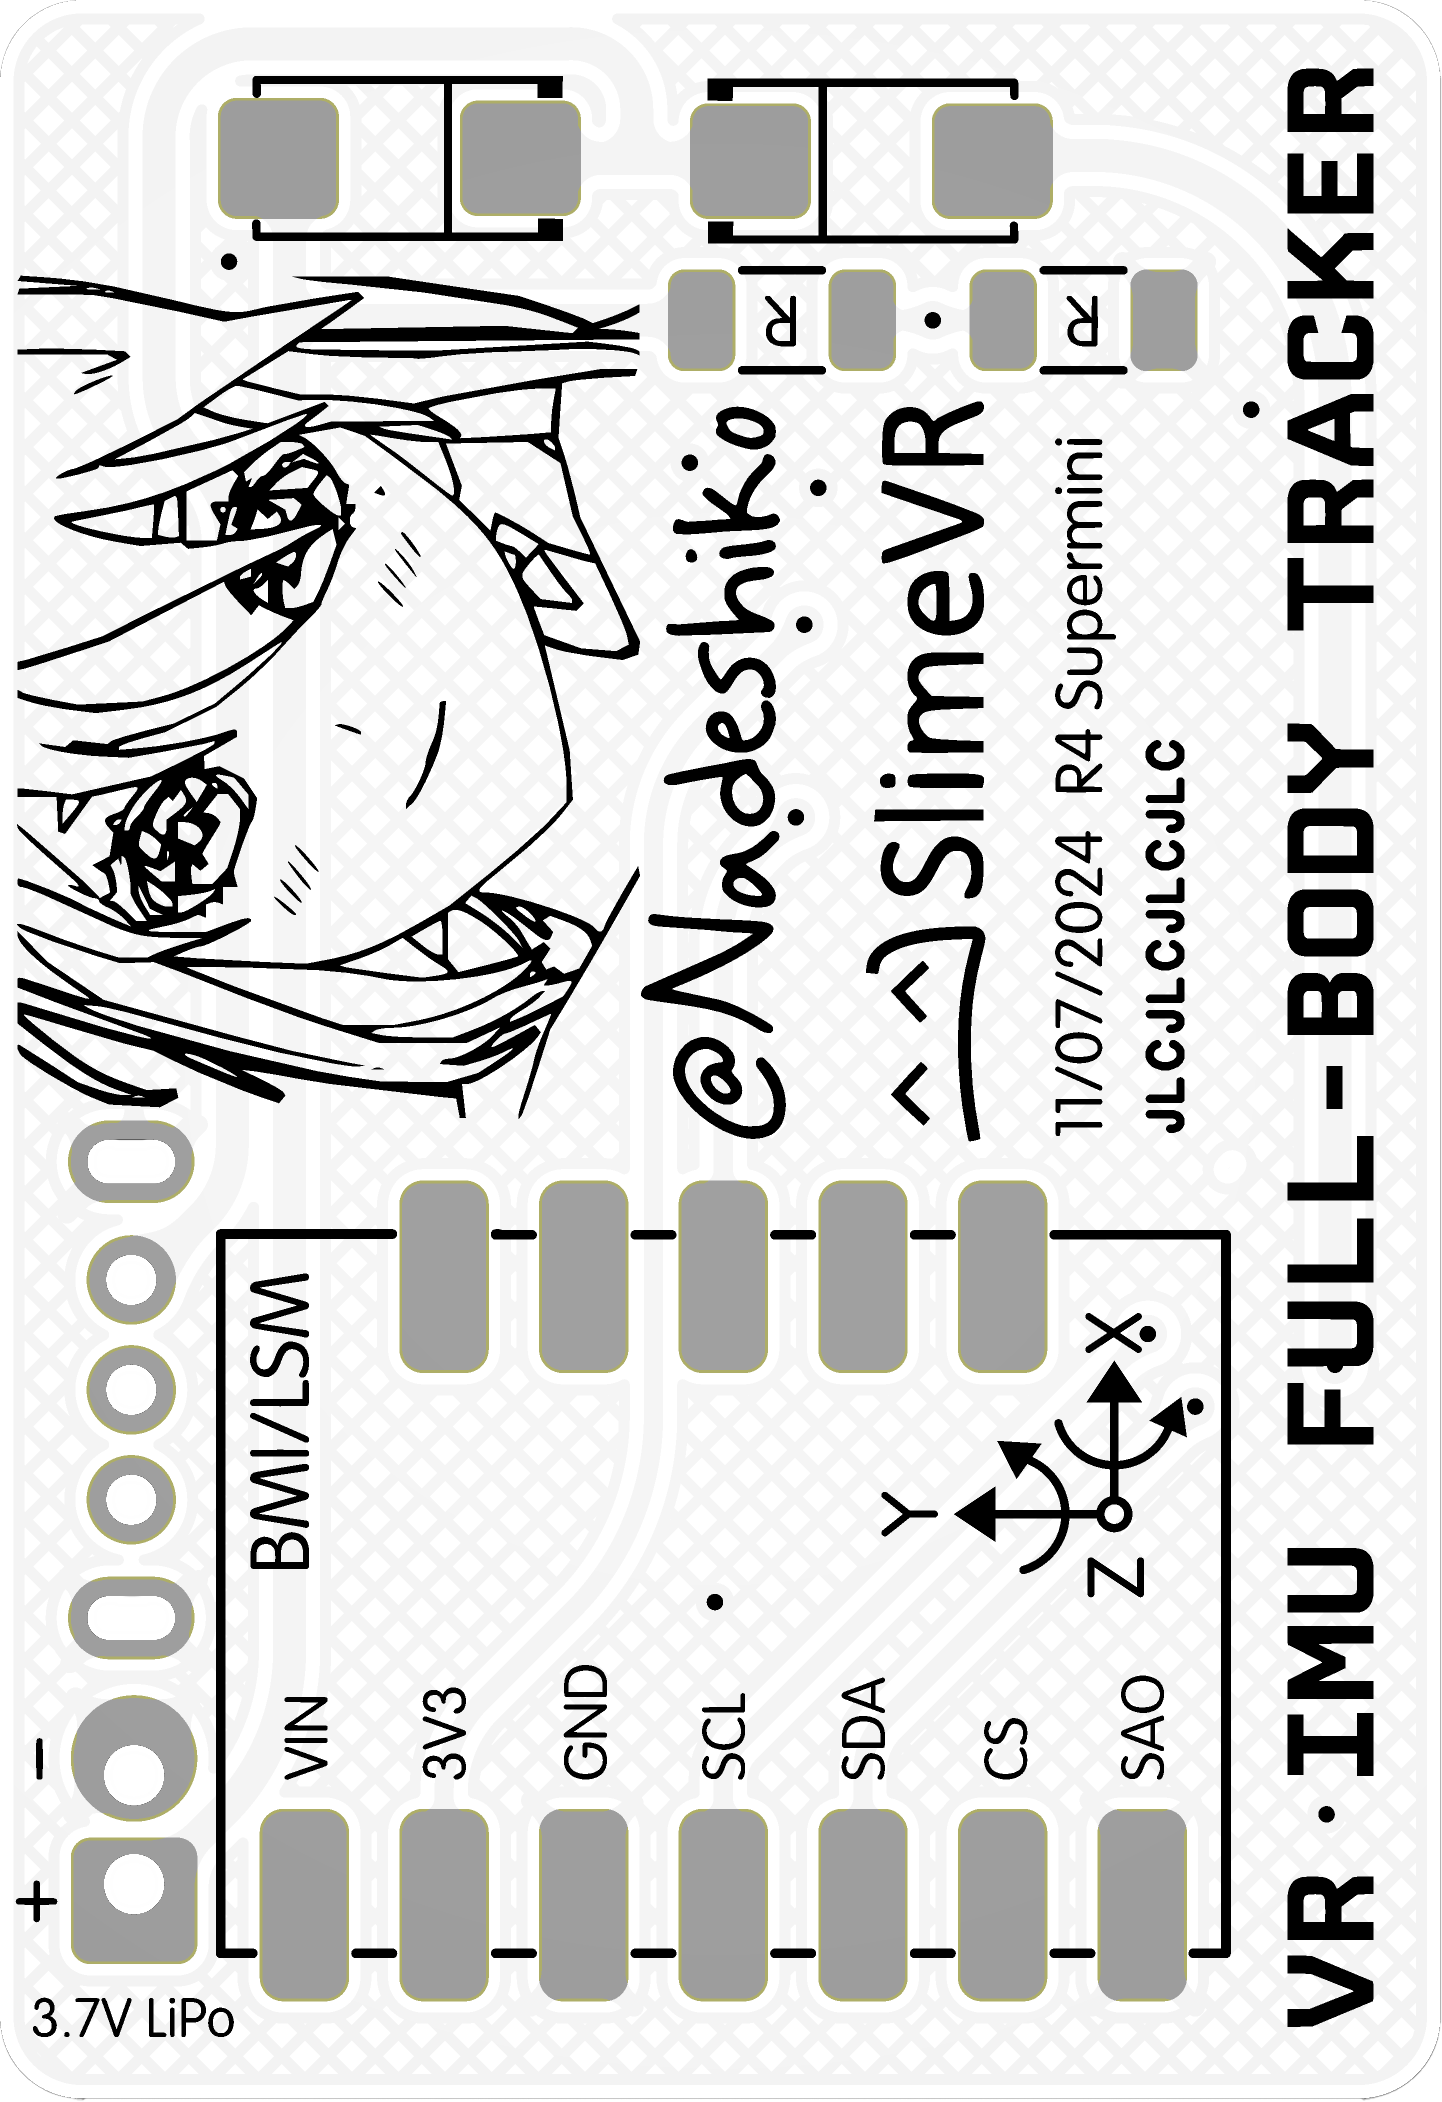 R
R
@Nadeshiko
^^SlimeVR
11/07/2024 R4 Supermini
JLCJLCJLCJLC
VR·IMU FULL-BODY TRACKER
BMI/LSM
X
Y
Z
VIN
3V3
GND
SCL
SDA
CS
SAO
-
+
3.7V LiPo